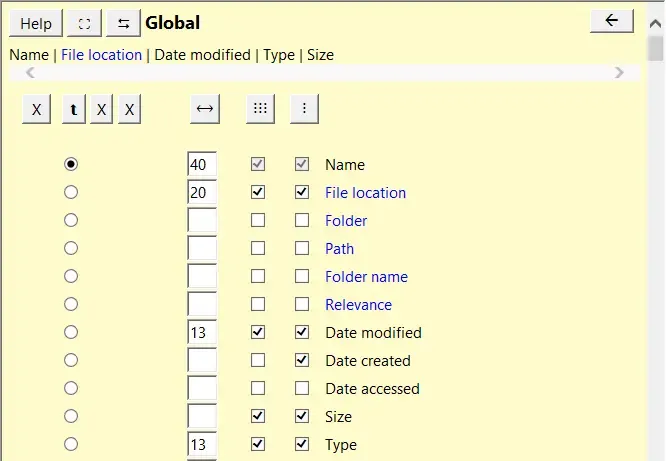 Help Global
Name | File location | Date modified | Type | Size
X t X X
40 Name
20 File location
Folder
Path
Folder name
Relevance
13 Date modified
Date created
Date accessed
Size
13 Type